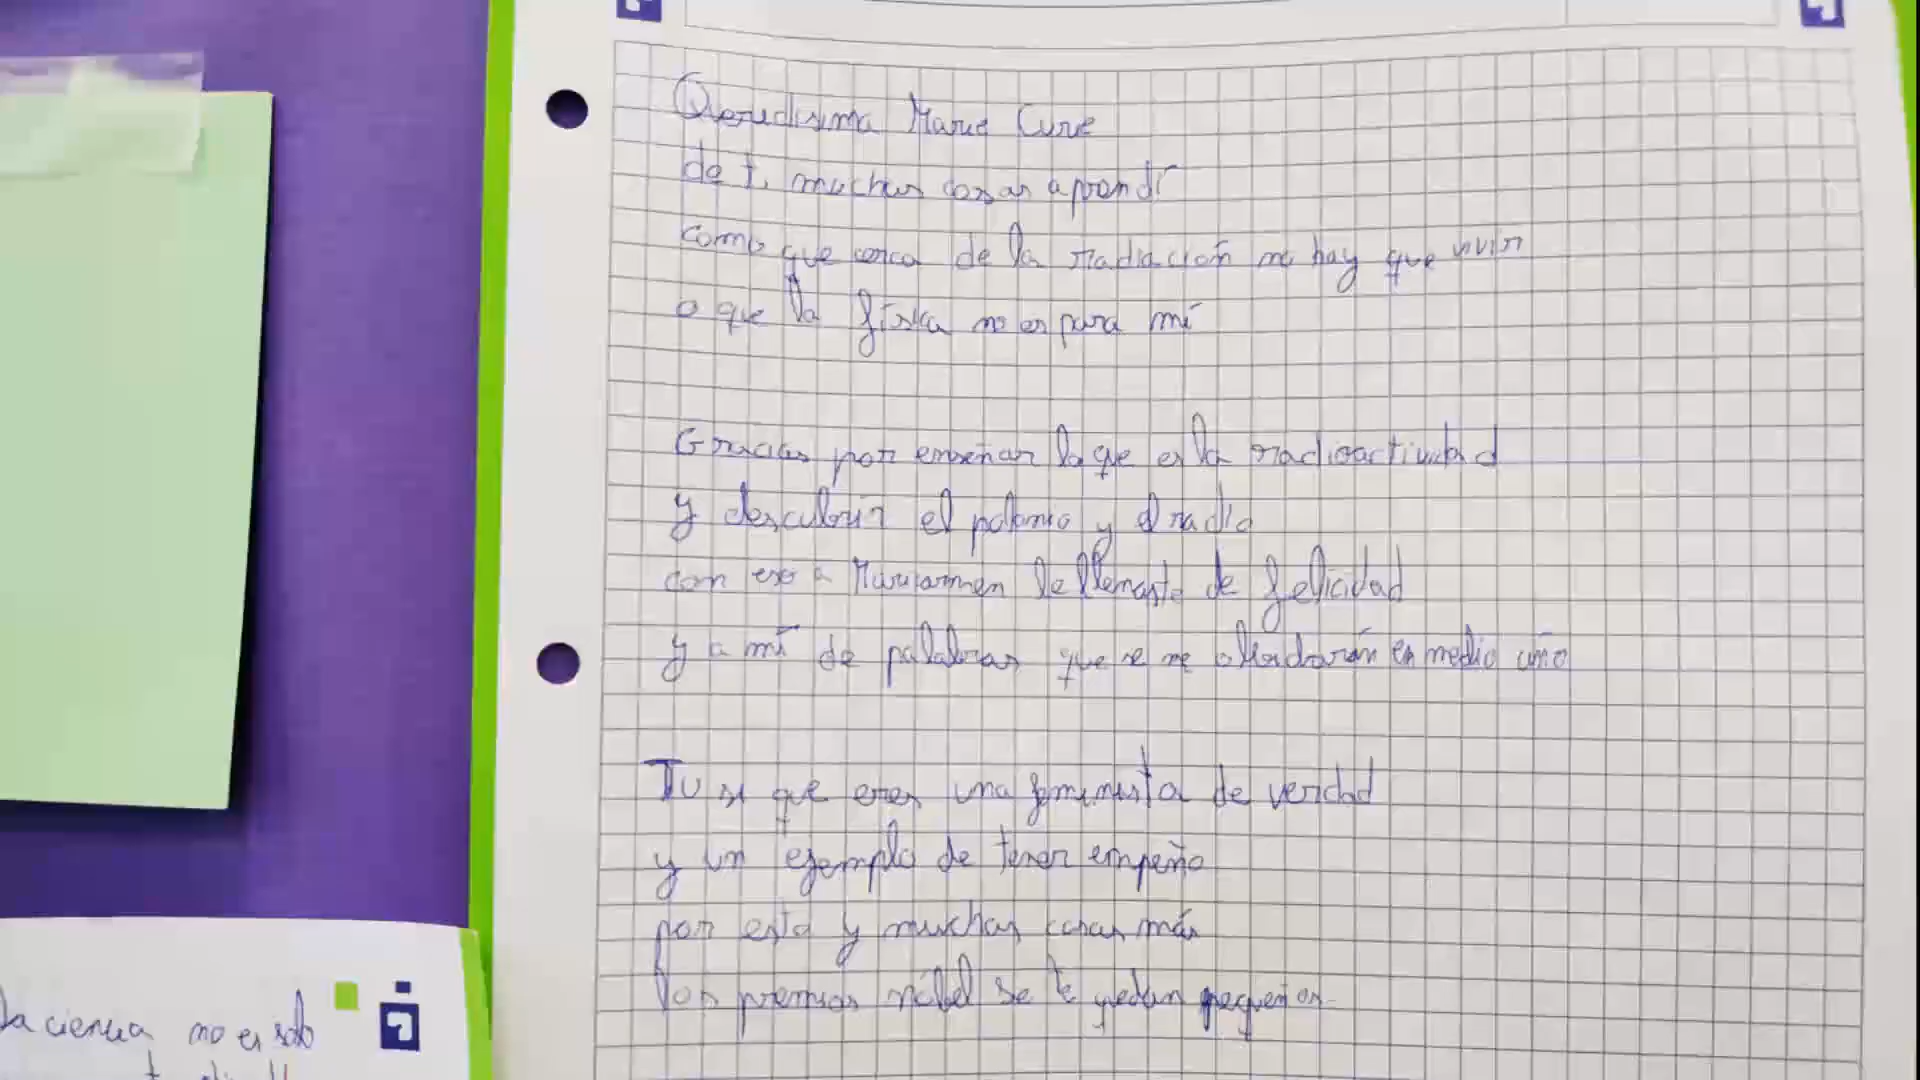 Queridisima Marie Curie
de ti muchas cosas aprendí
como que cerca de la radiación no hay que vivir
o que la física no es para mí
Gracias por enseñar lo que es la radioactividad
y descubrir el polonio y el radio
con eso a Maricarmen le llenaste de felicidad
y a mí de palabras que se me olvidarán en medio año
Tu si que eres una feminista de verdad
y un ejemplo de tener empeño
por esto y muchas cosas más
los premios nóbel se te quedan pequeños
la ciencia no es solo